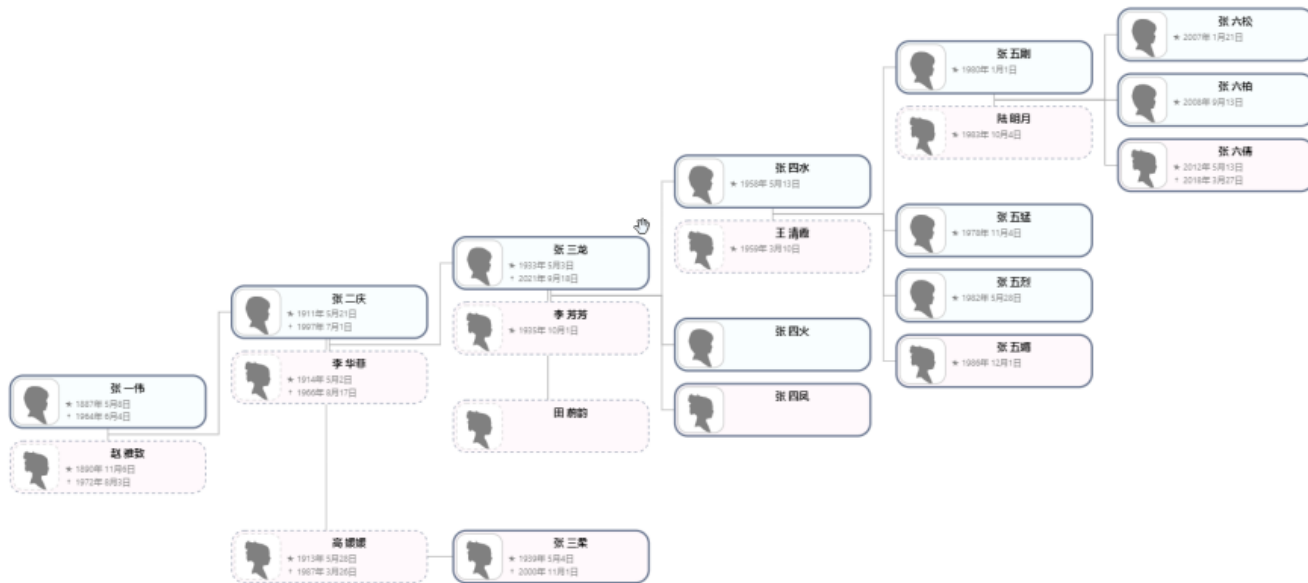 张 一伟
★ 1887年 5月8日
† 1964年 6月4日
赵 雅致
★ 1890年 11月6日
† 1972年 8月3日
张 二庆
★ 1911年 5月21日
† 1997年 7月1日
李 华菲
★ 1914年 5月2日
† 1966年 8月17日
高 媛媛
★ 1913年 5月28日
† 1987年 3月26日
张 三龙
★ 1933年 5月3日
† 2021年 9月18日
李 芳芳
★ 1935年 10月1日
田 蔚韵
张 三柔
★ 1939年 5月4日
† 2000年 11月1日
张 四水
★ 1958年 5月13日
王 清霞
★ 1959年 3月10日
张 四火
张 四凤
张 五刚
★ 1980年 1月1日
陆 明月
★ 1983年 10月4日
张 五猛
★ 1978年 11月4日
张 五烈
★ 1982年 5月28日
张 五媚
★ 1986年 12月1日
张 六松
★ 2007年 1月21日
张 六柏
★ 2008年 9月13日
张 六倩
★ 2012年 5月13日
† 2018年 3月27日